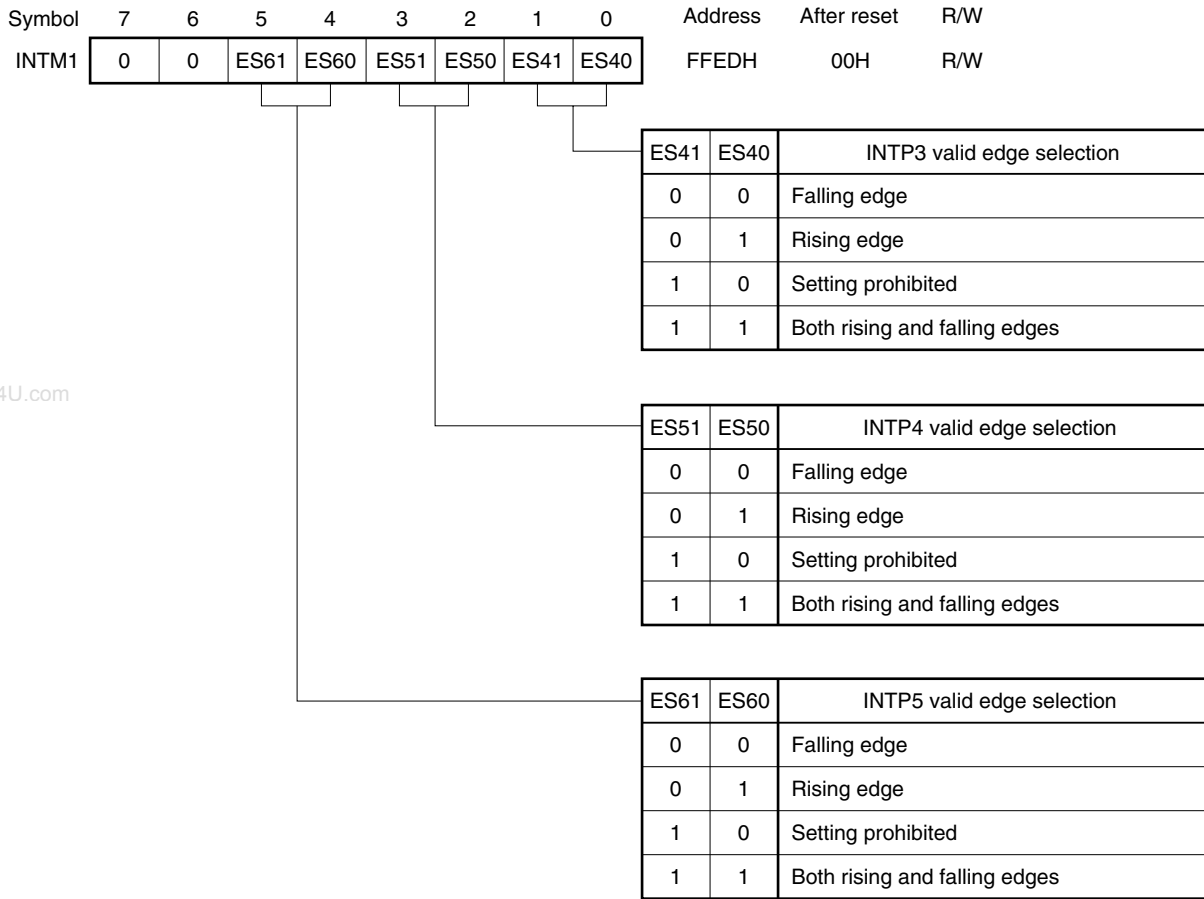 Symbol 7 6 5 4 3 2 1 0 Address After reset R/W
INTM1 0 0 ES61 ES60 ES51 ES50 ES41 ES40 FFEDH 00H R/W
ES41 ES40 INTP3 valid edge selection
0 0 Falling edge
0 1 Rising edge
1 0 Setting prohibited
1 1 Both rising and falling edges
4U.com
ES51 ES50 INTP4 valid edge selection
0 0 Falling edge
0 1 Rising edge
1 0 Setting prohibited
1 1 Both rising and falling edges
ES61 ES60 INTP5 valid edge selection
0 0 Falling edge
0 1 Rising edge
1 0 Setting prohibited
1 1 Both rising and falling edges